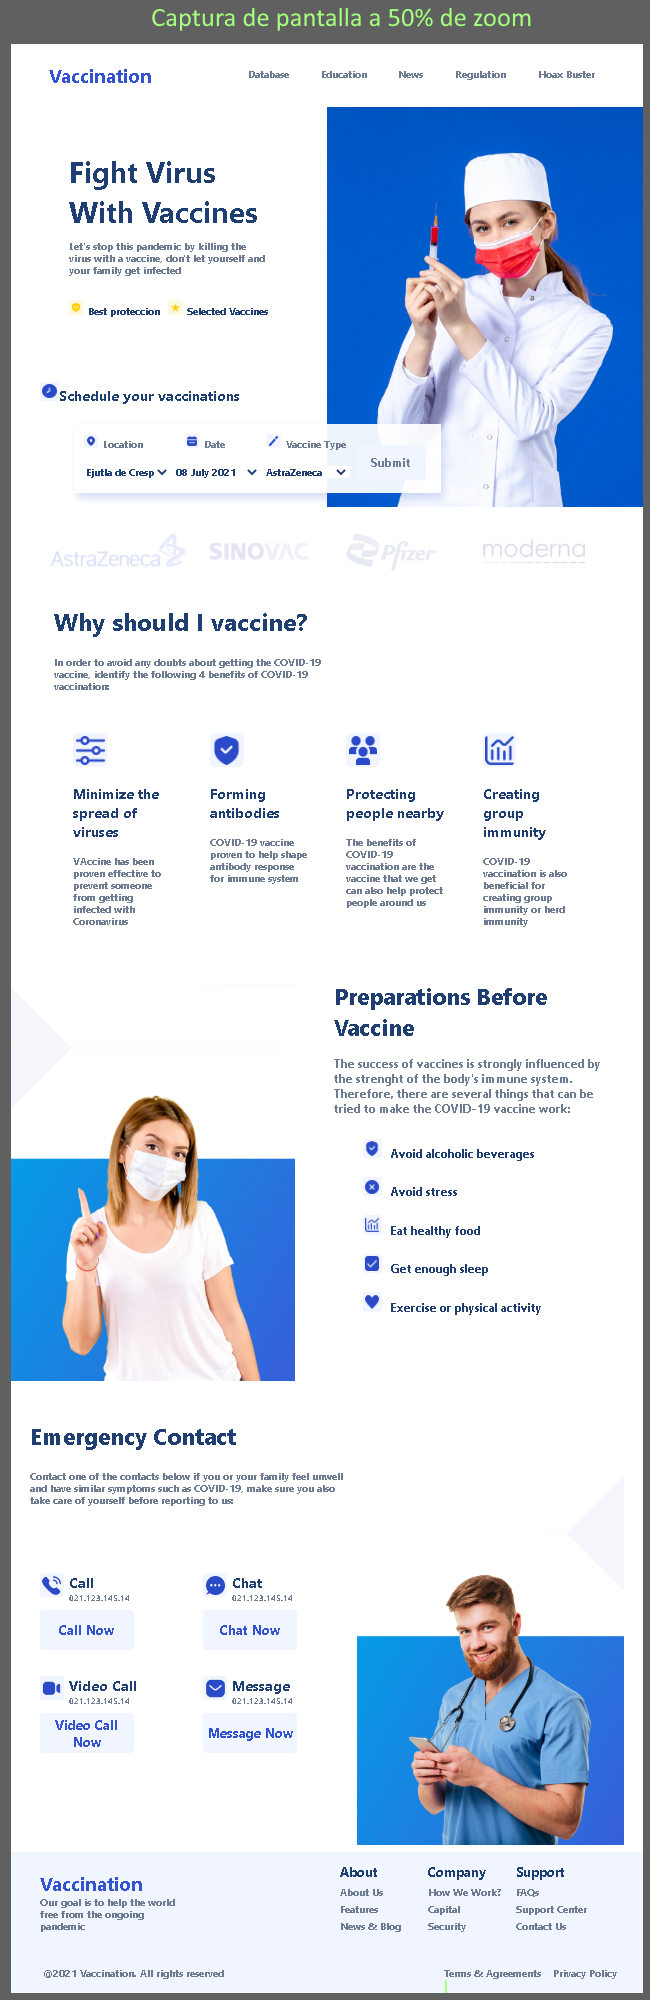 Captura de pantalla a 50% de zoom
Vaccination
Database Education News Regulation Hoax Buster
Fight Virus
With Vaccines
Let's stop this pandemic by killing the
virus with a vaccine, don't let yourself and
your family get infected
Best proteccion Selected Vaccines
Schedule your vaccinations
Location Date Vaccine Type
Ejutla de Cresp 08 July 2021 AstraZeneca
Submit
AstraZeneca SINOVAC Pfizer moderna
Why should I vaccine?
In order to avoid any doubts about getting the COVID-19
vaccine, identify the following 4 benefits of COVID-19
vaccination:
Minimize the
spread of
viruses
VAccine has been
proven effective to
prevent someone
from getting
infected with
Coronavirus
Forming
antibodies
COVID-19 vaccine
proven to help shape
antibody response
for immune system
Protecting
people nearby
The benefits of
COVID-19
vaccination are the
vaccine that we get
can also help protect
people around us
Creating
group
immunity
COVID-19
vaccination is also
beneficial for
creating group
immunity or herd
immunity
Preparations Before
Vaccine
The success of vaccines is strongly influenced by
the strenght of the body's immune system.
Therefore, there are several things that can be
tried to make the COVID-19 vaccine work:
Avoid alcoholic beverages
Avoid stress
Eat healthy food
Get enough sleep
Exercise or physical activity
Emergency Contact
Contact one of the contacts below if you or your family feel unwell
and have similar symptoms such as COVID-19, make sure you also
take care of yourself before reporting to us:
Call
021.123.145.14
Call Now
Chat
021.123.145.14
Chat Now
Video Call
021.123.145.14
Video Call
Now
Message
021.123.145.14
Message Now
Vaccination
Our goal is to help the world
free from the ongoing
pandemic
About
About Us
Features
News & Blog
Company
How We Work?
Capital
Security
Support
FAQs
Support Center
Contact Us
@2021 Vaccination. All rights reserved
Terms & Agreements Privacy Policy